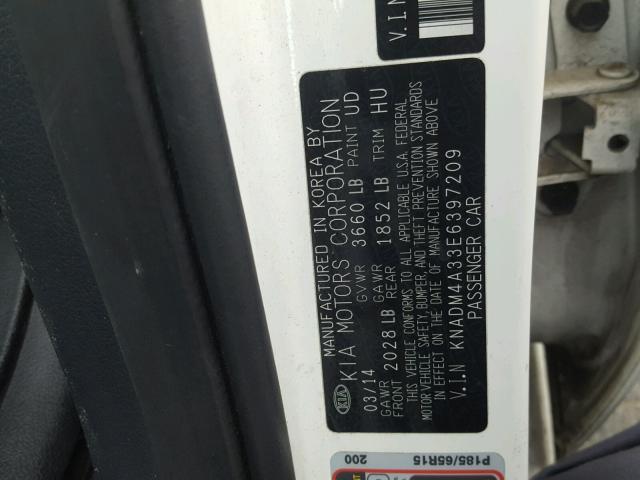 V.I.N
MANUFACTURED IN KOREA BY
KIA MOTORS CORPORATION
KIA
03/14 GVWR 3660 LB PAINT UD
GAWR FRONT 2028 LB GAWR REAR 1852 LB TRIM HU
THIS VEHICLE CONFORMS TO ALL APPLICABLE U.S.A. FEDERAL
MOTOR VEHICLE SAFETY, BUMPER, AND THEFT PREVENTION STANDARDS
IN EFFECT ON THE DATE OF MANUFACTURE SHOWN ABOVE
V.I.N KNADM4A33E6397209
PASSENGER CAR
P185/65R15
200